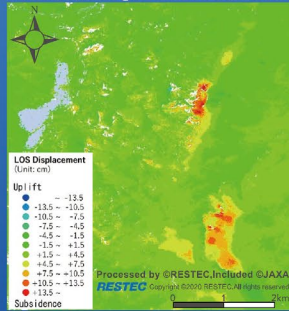 N
LOS Displacement
(Unit: cm)
Uplift
~ -13.5
-13.5 ~ -10.5
-10.5 ~ -7.5
-7.5 ~ -4.5
-4.5 ~ -1.5
-1.5 ~ +1.5
+1.5 ~ +4.5
+4.5 ~ +7.5
+7.5 ~ +10.5
+10.5 ~ +13.5
+13.5 ~
Subsidence
Processed by ©RESTEC,Included ©JAXA
RESTEC Copyright ©2020 RESTEC.All rights reserved
0 1 2km